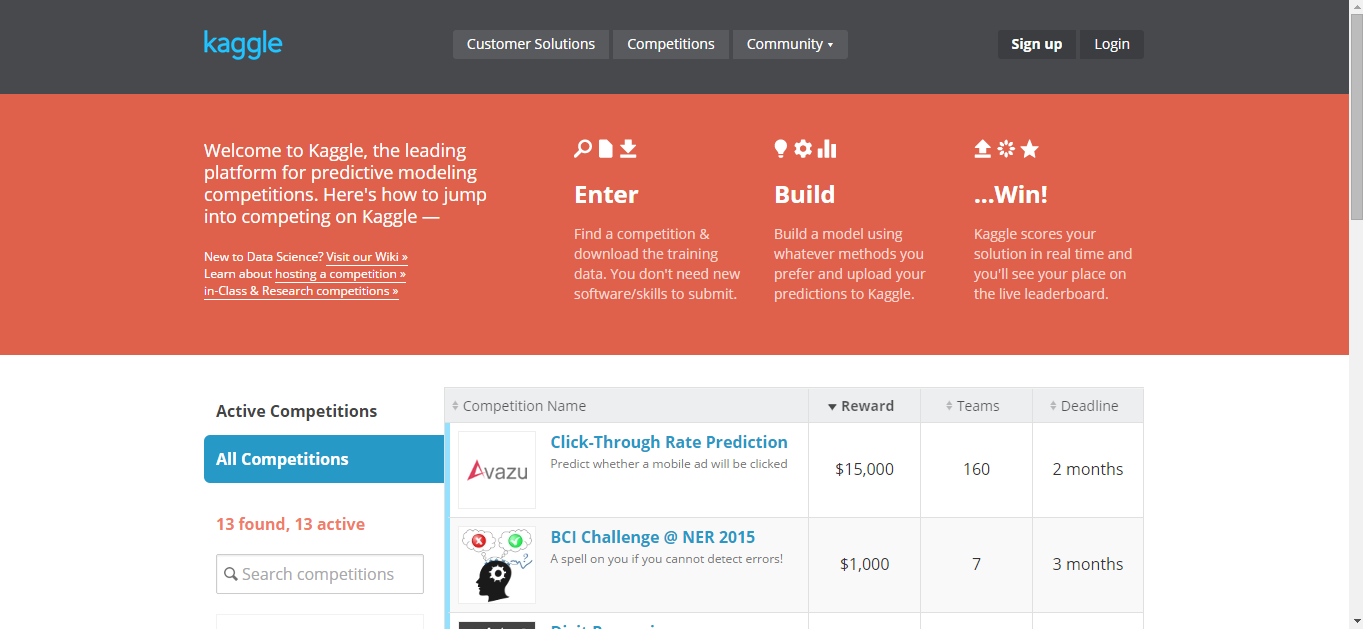 kaggle
Customer Solutions
Competitions
Community
Sign up
Login
Welcome to Kaggle, the leading
platform for predictive modeling
competitions. Here's how to jump
into competing on Kaggle —
New to Data Science? Visit our Wiki »
Learn about hosting a competition »
in-Class & Research competitions »
Enter
Find a competition &
download the training
data. You don't need new
software/skills to submit.
Build
Build a model using
whatever methods you
prefer and upload your
predictions to Kaggle.
...Win!
Kaggle scores your
solution in real time and
you'll see your place on
the live leaderboard.
Active Competitions
All Competitions
13 found, 13 active
Search competitions
Competition Name
Reward
Teams
Deadline
Avazu
Click-Through Rate Prediction
Predict whether a mobile ad will be clicked
$15,000
160
2 months
BCI Challenge @ NER 2015
A spell on you if you cannot detect errors!
$1,000
7
3 months